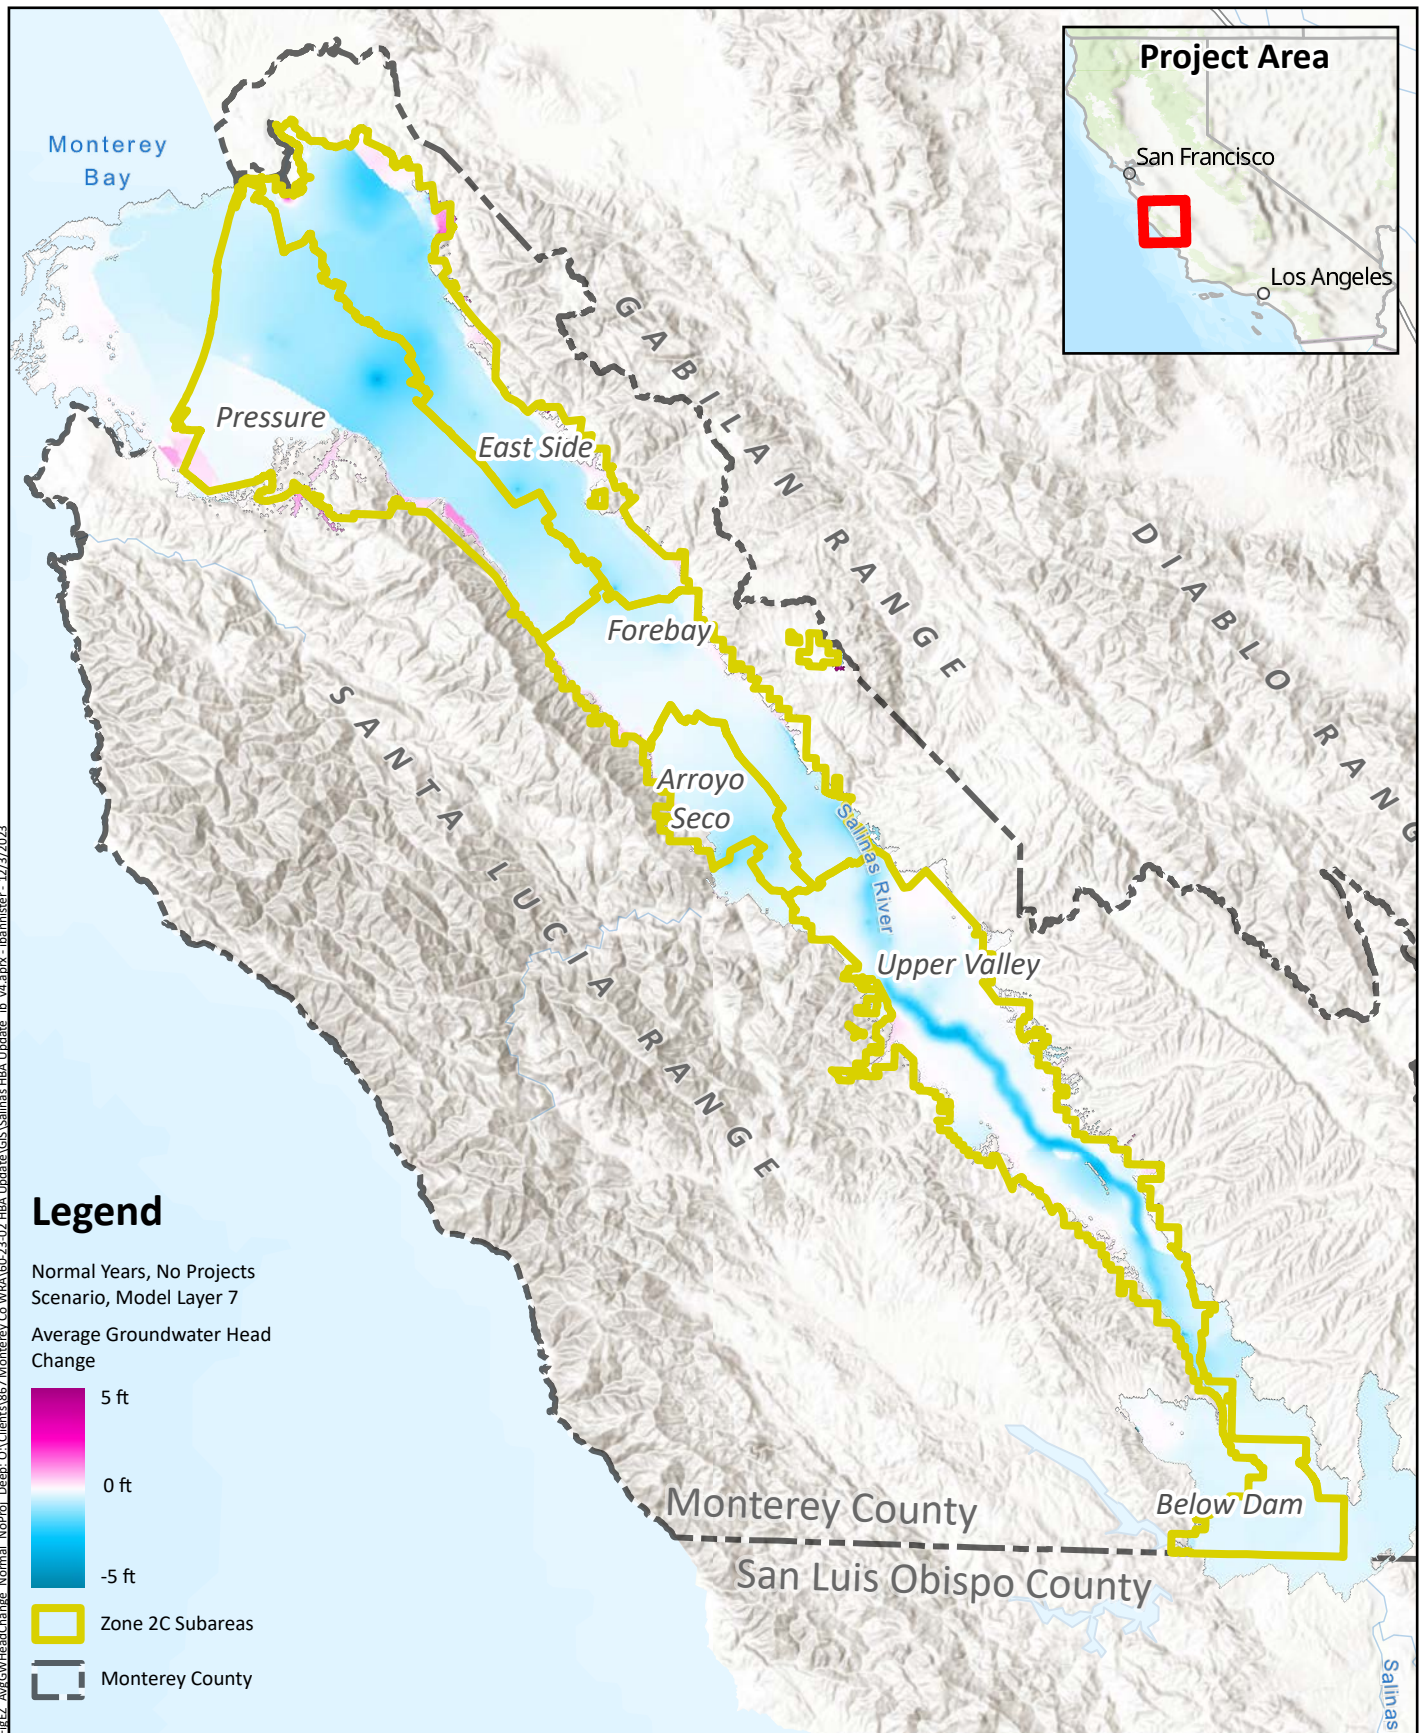 Project Area
San Francisco
Los Angeles
Monterey
Bay
GABILAN RANGE
DIABLO RANG
Pressure
East Side
Forebay
Arroyo
Seco
Salinas River
Upper Valley
SANTA LUCIA RANGE
Below Dam
Monterey County
San Luis Obispo County
Salinas
Legend
Normal Years, No Projects
Scenario, Model Layer 7
Average Groundwater Head
Change
5 ft
0 ft
-5 ft
Zone 2C Subareas
Monterey County